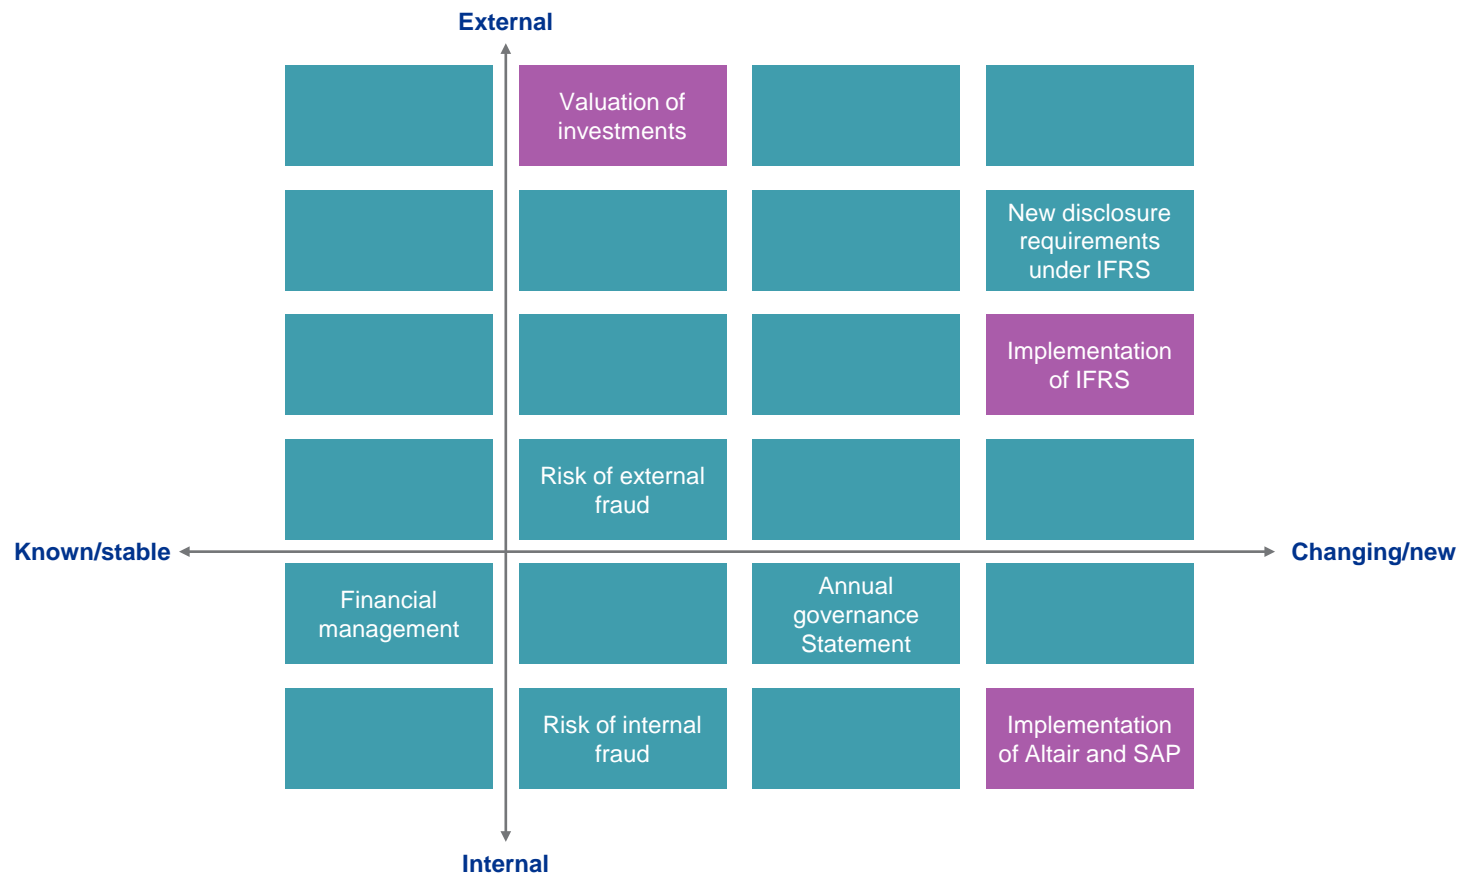 External
Valuation of
investments
New disclosure
requirements
under IFRS
Implementation
of IFRS
Risk of external
fraud
Known/stable
Changing/new
Financial
management
Annual
governance
Statement
Risk of internal
fraud
Implementation
of Altair and SAP
Internal